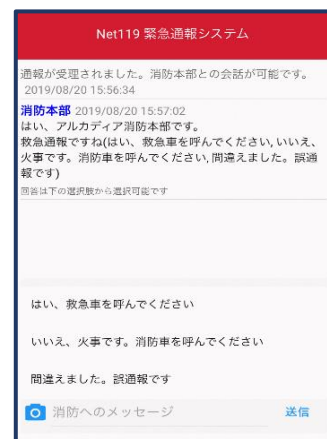 Net119 緊急通報システム
通報が受理されました。消防本部との会話が可能です。
2019/08/20 15:56:34
消防本部 2019/08/20 15:57:02
はい、アルカディア消防本部です。
救急通報ですね(はい、救急車を呼んでください,いいえ、
火事です。消防車を呼んでください,間違えました。誤通
報です)
回答は下の選択肢から選択可能です
はい、救急車を呼んでください
いいえ、火事です。消防車を呼んでください
間違えました。誤通報です
消防へのメッセージ
送信